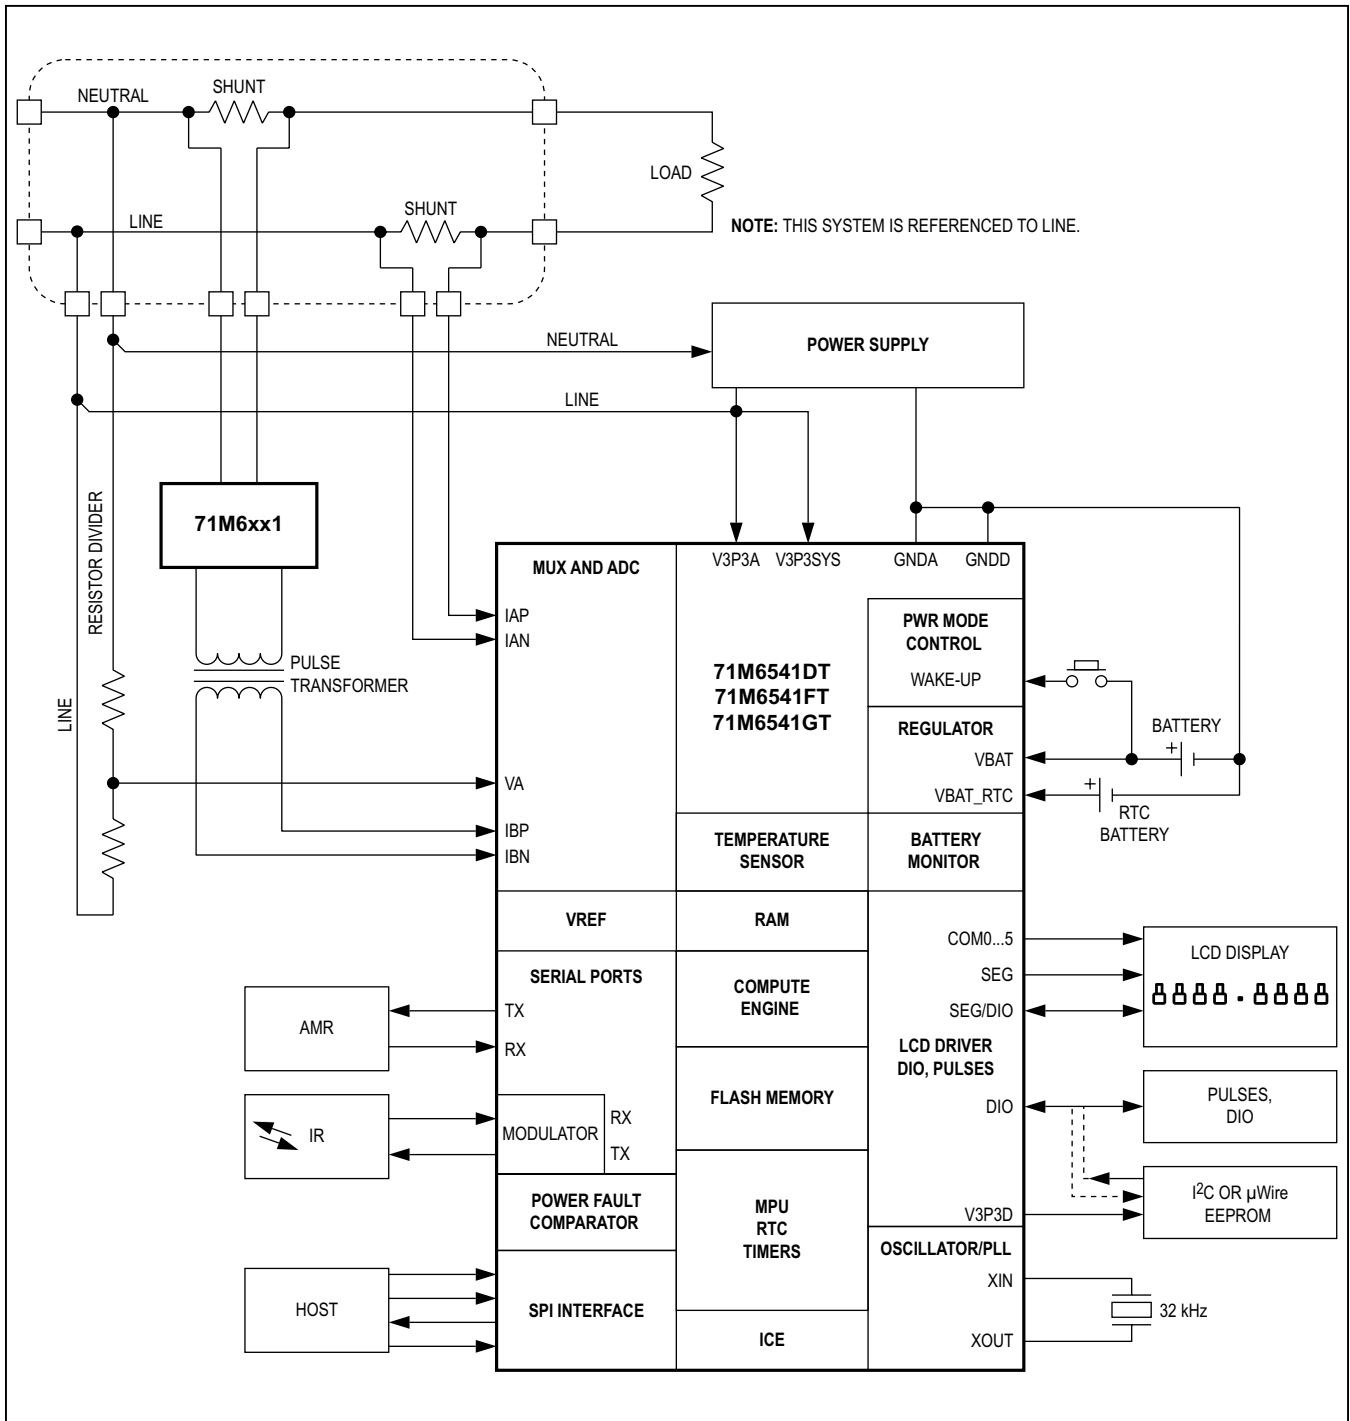 SHUNT
NEUTRAL
LOAD
SHUNT
LINE
NOTE: THIS SYSTEM IS REFERENCED TO LINE.
NEUTRAL
POWER SUPPLY
LINE
71M6xx1
RESISTOR DIVIDER
LINE
PULSE
TRANSFORMER
MUX AND ADC
IAP
IAN
VA
IBP
IBN
V3P3A
V3P3SYS
GNDA
GNDD
71M6541DT
71M6541FT
71M6541GT
PWR MODE
CONTROL
WAKE-UP
REGULATOR
VBAT
VBAT_RTC
BATTERY
+
+
RTC
BATTERY
TEMPERATURE
SENSOR
BATTERY
MONITOR
VREF
RAM
SERIAL PORTS
TX
RX
AMR
COMPUTE
ENGINE
COM0...5
SEG
SEG/DIO
LCD DRIVER
DIO, PULSES
LCD DISPLAY
8888.8888
IR
MODULATOR
RX
TX
FLASH MEMORY
DIO
PULSES,
DIO
POWER FAULT
COMPARATOR
MPU
RTC
TIMERS
V3P3D
I2C OR µWire
EEPROM
HOST
SPI INTERFACE
ICE
OSCILLATOR/PLL
XIN
XOUT
32 kHz